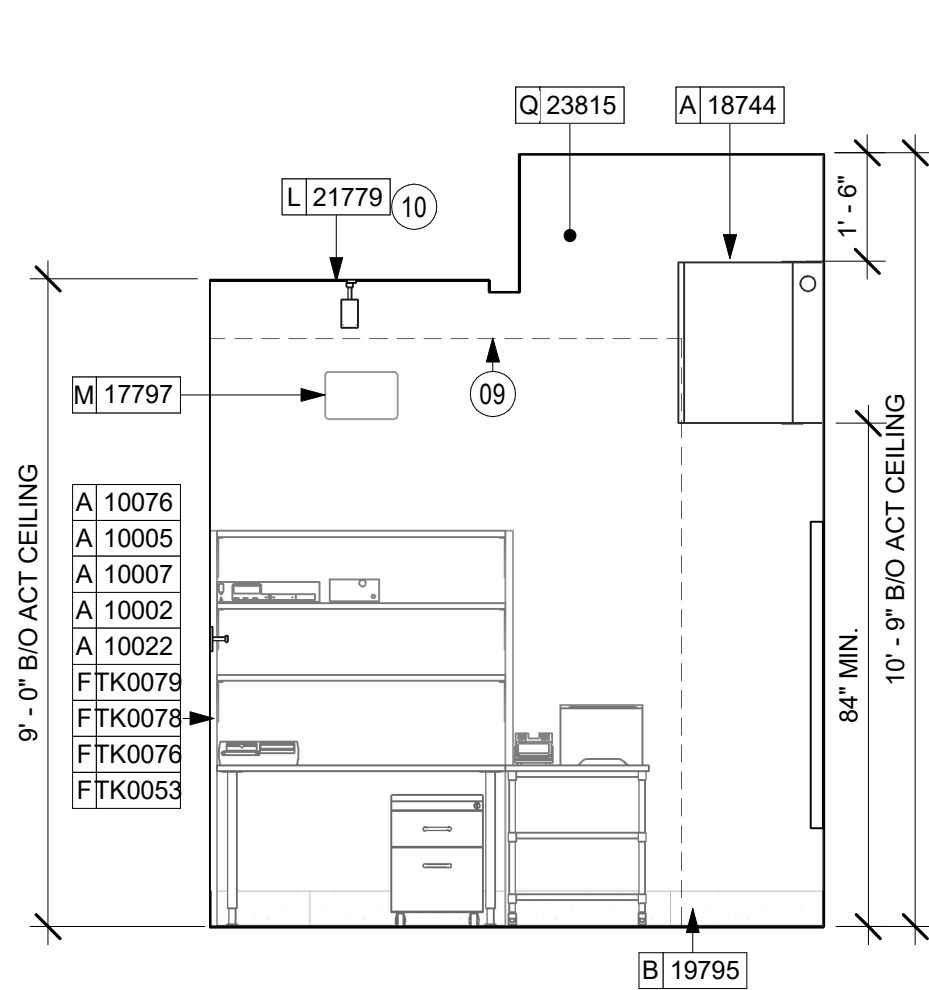 Q 23815
A 18744
L 21779
10
1' - 6"
M 17797
09
A 10076
A 10005
A 10007
A 10002
A 10022
F TK0079
F TK0078
F TK0076
F TK0053
9' - 0" B/O ACT CEILING
84" MIN.
10' - 9" B/O ACT CEILING
B 19795